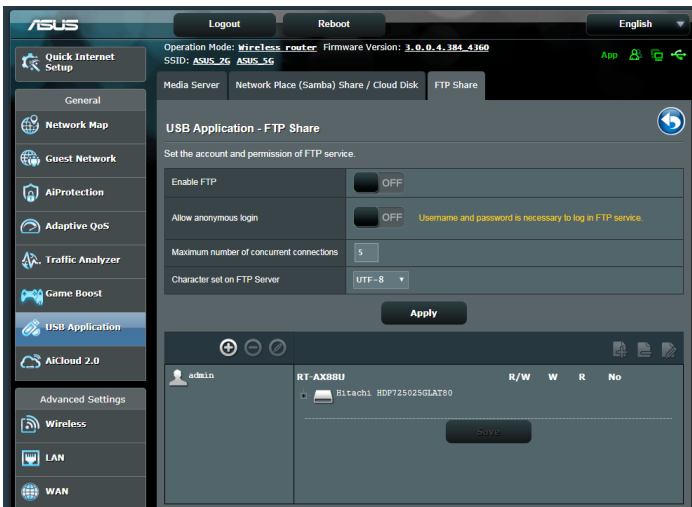 ASUS
Logout
Reboot
English
Quick Internet
Setup
Operation Mode: Wireless router Firmware Version: 3.0.0.4.384_4360
SSID: ASUS_2G ASUS_5G
App
Media Server
Network Place (Samba) Share / Cloud Disk
FTP Share
General
Network Map
Guest Network
AiProtection
Adaptive QoS
Traffic Analyzer
Game Boost
USB Application
AiCloud 2.0
Advanced Settings
Wireless
LAN
WAN
USB Application - FTP Share
Set the account and permission of FTP service.
Enable FTP
OFF
Allow anonymous login
OFF
Username and password is necessary to log in FTP service.
Maximum number of concurrent connections
5
Character set on FTP Server
UTF-8
Apply
admin
RT-AX88U
R/W
W
R
No
Hitachi HDP725025GLAT80
Save